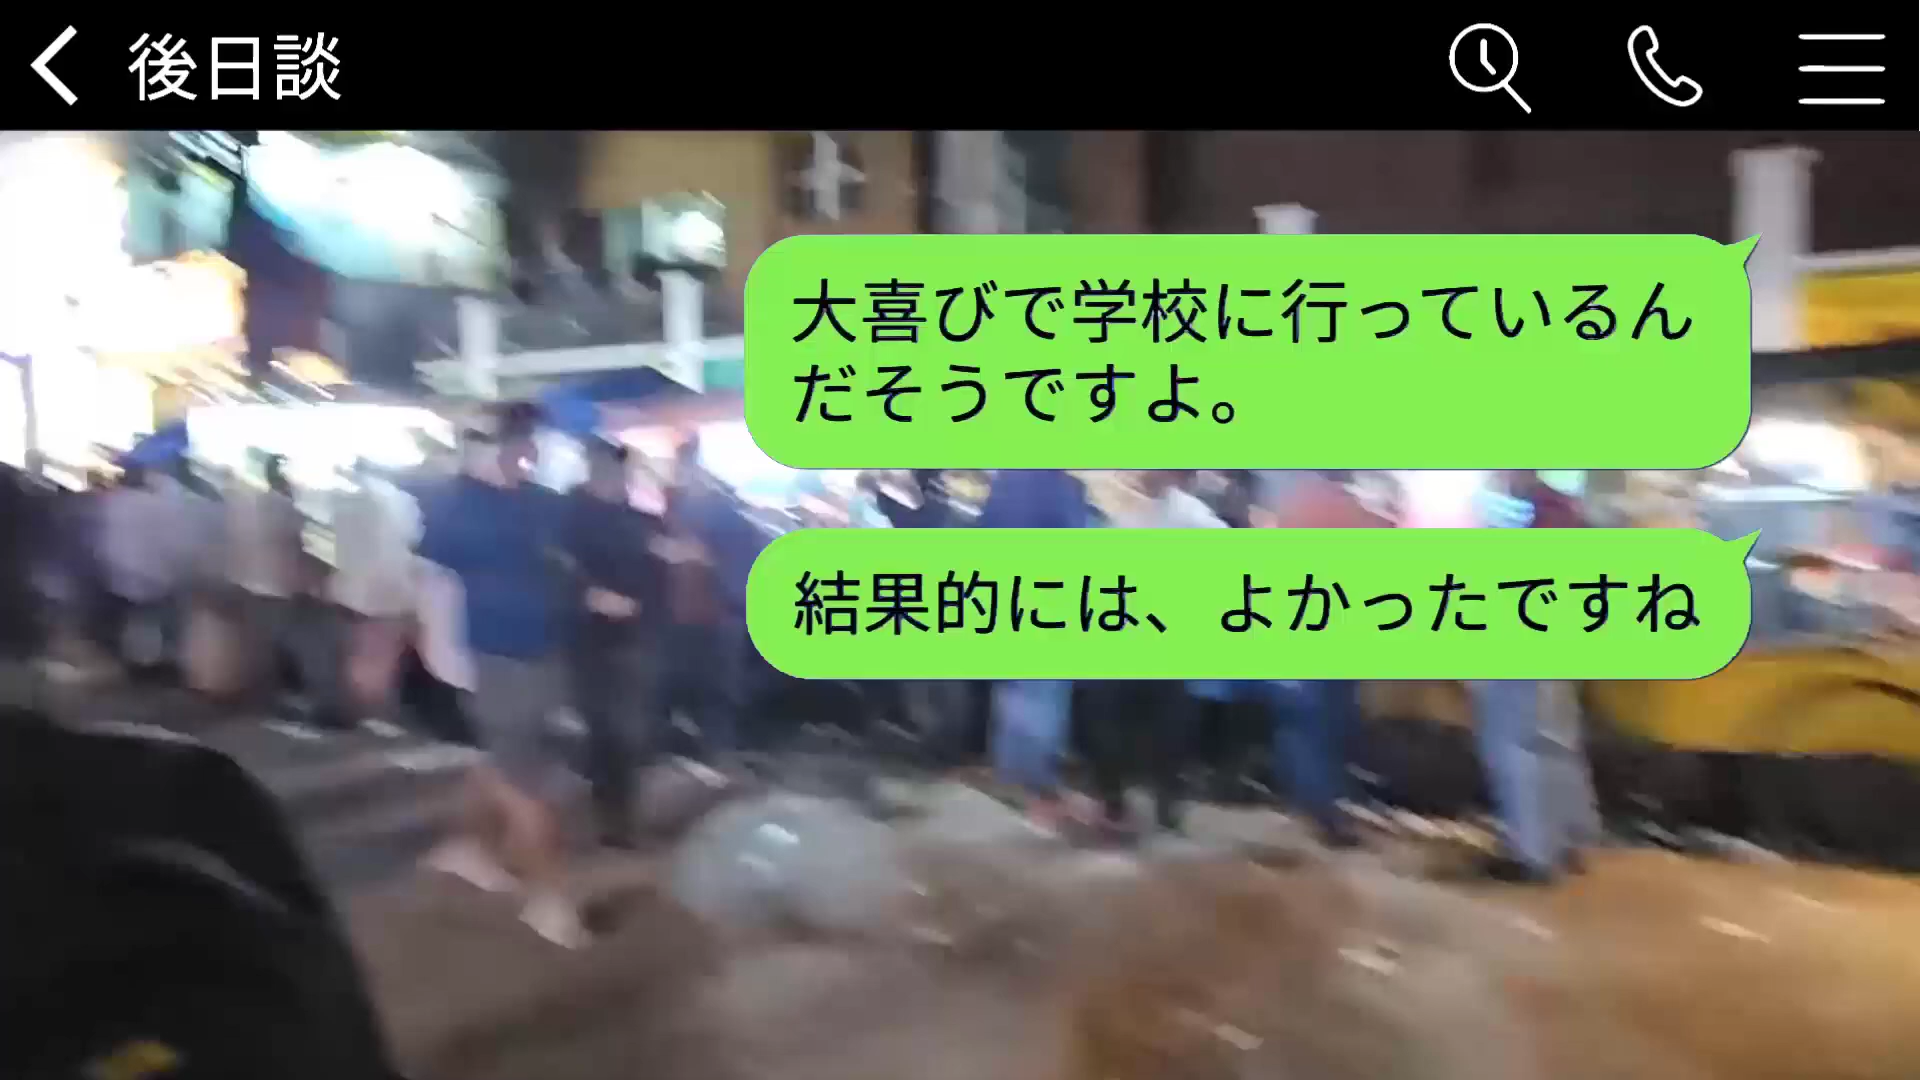 後日談
大喜びで学校に行っているん
だそうですよ。
結果的には、よかったですね